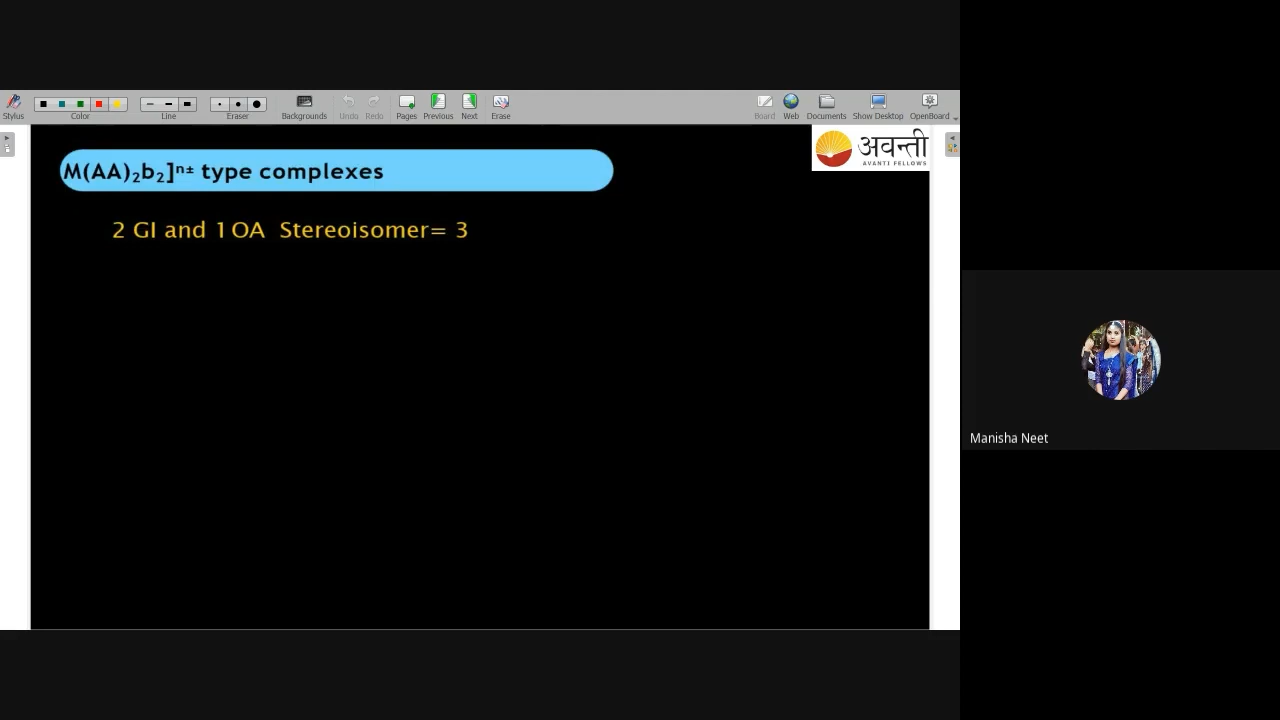 Stylus Color Line Eraser Backgrounds Undo Redo Pages Previous Next Erase Board Web Documents Show Desktop OpenBoard
अवन्ती
AVANTI FELLOWS
M(AA)₂b₂]ⁿ± type complexes
2 GI and 1 OA Stereoisomer= 3
Manisha Neet